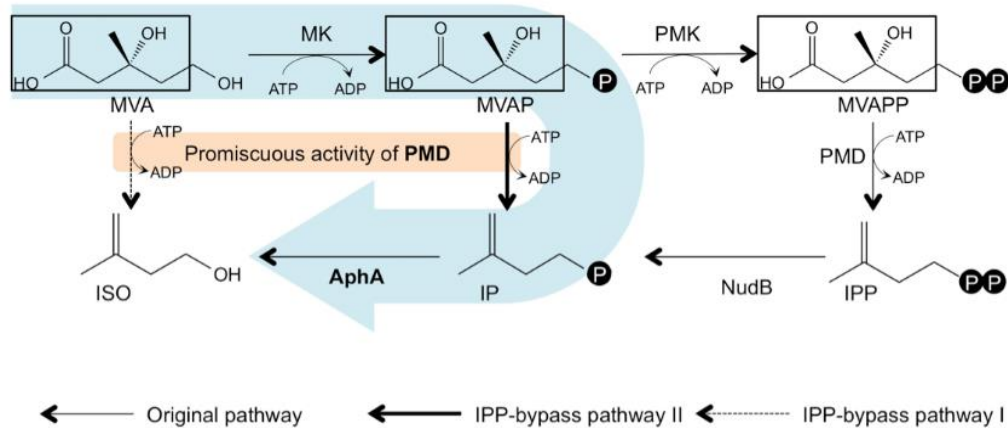 O
OH
HO
OH
MVA
MK
ATP
ADP
O
OH
HO
P
MVAP
PMK
ATP
ADP
O
OH
HO
P P
MVAPP
ATP
ADP
Promiscuous activity of PMD
ATP
ADP
PMD
ATP
ADP
OH
ISO
AphA
P
IP
NudB
P P
IPP
Original pathway
IPP-bypass pathway II
IPP-bypass pathway I